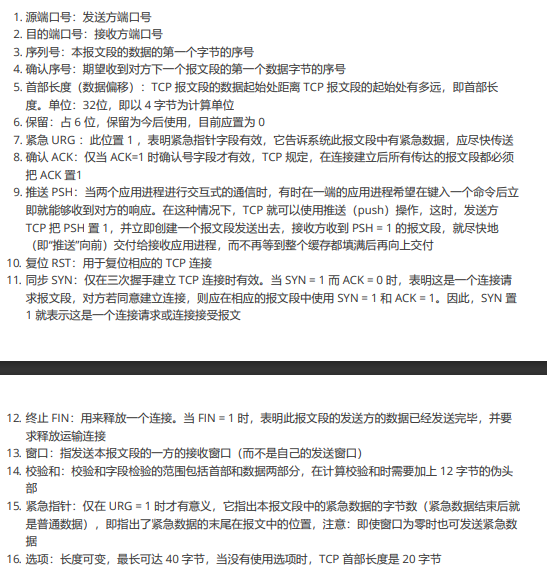 1. 源端口号：发送方端口号
2. 目的端口号：接收方端口号
3. 序列号：本报文段的数据的第一个字节的序号
4. 确认序号：期望收到对方下一个报文段的第一个数据字节的序号
5. 首部长度（数据偏移）：TCP 报文段的数据起始处距离 TCP 报文段的起始处有多远，即首部长
度。单位：32位，即以 4 字节为计算单位
6. 保留：占 6 位，保留为今后使用，目前应置为 0
7. 紧急 URG ：此位置 1 ，表明紧急指针字段有效，它告诉系统此报文段中有紧急数据，应尽快传送
8. 确认 ACK：仅当 ACK=1 时确认号字段才有效，TCP 规定，在连接建立后所有传达的报文段都必须
把 ACK 置1
9. 推送 PSH：当两个应用进程进行交互式的通信时，有时在一端的应用进程希望在键入一个命令后立
即就能够收到对方的响应。在这种情况下，TCP 就可以使用推送（push）操作，这时，发送方
TCP 把 PSH 置 1，并立即创建一个报文段发送出去，接收方收到 PSH = 1 的报文段，就尽快地
（即“推送”向前）交付给接收应用进程，而不再等到整个缓存都填满后再向上交付
10. 复位 RST：用于复位相应的 TCP 连接
11. 同步 SYN：仅在三次握手建立 TCP 连接时有效。当 SYN = 1 而 ACK = 0 时，表明这是一个连接请
求报文段，对方若同意建立连接，则应在相应的报文段中使用 SYN = 1 和 ACK = 1。因此，SYN 置
1 就表示这是一个连接请求或连接接受报文
12. 终止 FIN：用来释放一个连接。当 FIN = 1 时，表明此报文段的发送方的数据已经发送完毕，并要
求释放运输连接
13. 窗口：指发送本报文段的一方的接收窗口（而不是自己的发送窗口）
14. 校验和：校验和字段检验的范围包括首部和数据两部分，在计算校验和时需要加上 12 字节的伪头
部
15. 紧急指针：仅在 URG = 1 时才有意义，它指出本报文段中的紧急数据的字节数（紧急数据结束后就
是普通数据），即指出了紧急数据的末尾在报文中的位置，注意：即使窗口为零时也可发送紧急数
据
16. 选项：长度可变，最长可达 40 字节，当没有使用选项时，TCP 首部长度是 20 字节